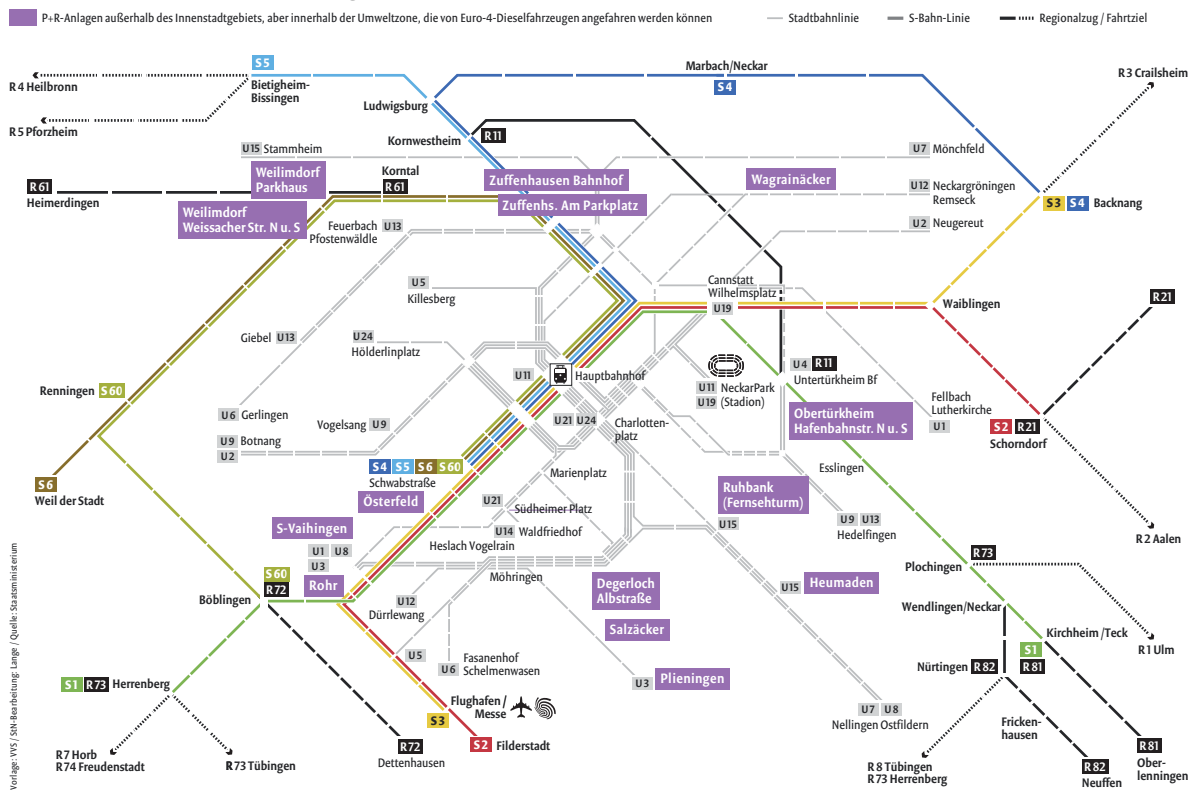 P+R-Anlagen außerhalb des Innenstadtgebiets, aber innerhalb der Umweltzone, die von Euro-4-Dieselfahrzeugen angefahren werden können
Stadtbahnlinie
S-Bahn-Linie
Regionalzug / Fahrtziel
S5
Marbach/Neckar
R3 Crailsheim
R4 Heilbronn
Bietigheim-
Bissingen
S4
Ludwigsburg
R5 Pforzheim
Kornwestheim
R11
U15 Stammheim
U7 Mönchfeld
Weilimdorf
Parkhaus
Korntal
R61
Zuffenhausen Bahnhof
Wagrainäcker
R61
Heimerdingen
U12 Neckargröningen
Remseck
Weilimdorf
Weissacher Str. N u. S
Zuffenhs. Am Parkplatz
S3 S4 Backnang
Feuerbach U13
Pfostenwäldle
U2 Neugereut
U5
Killesberg
Cannstatt
Wilhelmsplatz
U19
Waiblingen
R21
Giebel U13
U24
Hölderlinplatz
U11
Hauptbahnhof
U4 R11
Untertürkheim Bf
Renningen S60
U11 NeckarPark
U19 (Stadion)
Fellbach
Lutherkirche
U1
U6 Gerlingen
Vogelsang U9
U21 U24
Charlotten-
platz
Obertürkheim
Hafenbahnstr. N u. S
S2 R21
Schorndorf
U9 Botnang
U2
S4 S5 S6 S60
Schwabstraße
Marienplatz
Esslingen
S6
Weil der Stadt
Österfeld
U21
Südheimer Platz
Ruhbank
(Fernsehturm)
U15
U9 U13
Hedelfingen
S-Vaihingen
U14 Waldfriedhof
Heslach Vogelrain
R2 Aalen
U1 U8
U3
R73
Plochingen
S60
R72
Rohr
Möhringen
Degerloch
Albstraße
U15 Heumaden
Böblingen
U12
Dürrlewang
Wendlingen/Neckar
Salzäcker
Kirchheim /Teck
S1
R81
R1 Ulm
U5
U6 Fasanenhof
Schelmenwasen
Nürtingen R82
S1 R73 Herrenberg
U3 Plieningen
Flughafen /
Messe
S3
U7 U8
Nellingen Ostfildern
Fricken-
hausen
S2 Filderstadt
R72
Dettenhausen
R7 Horb
R74 Freudenstadt
R73 Tübingen
R8 Tübingen
R73 Herrenberg
R82
Neuffen
R81
Ober-
lenningen
Vorlage: VVS / StN-Bearbeitung: Lange / Quelle: Staatsministerium